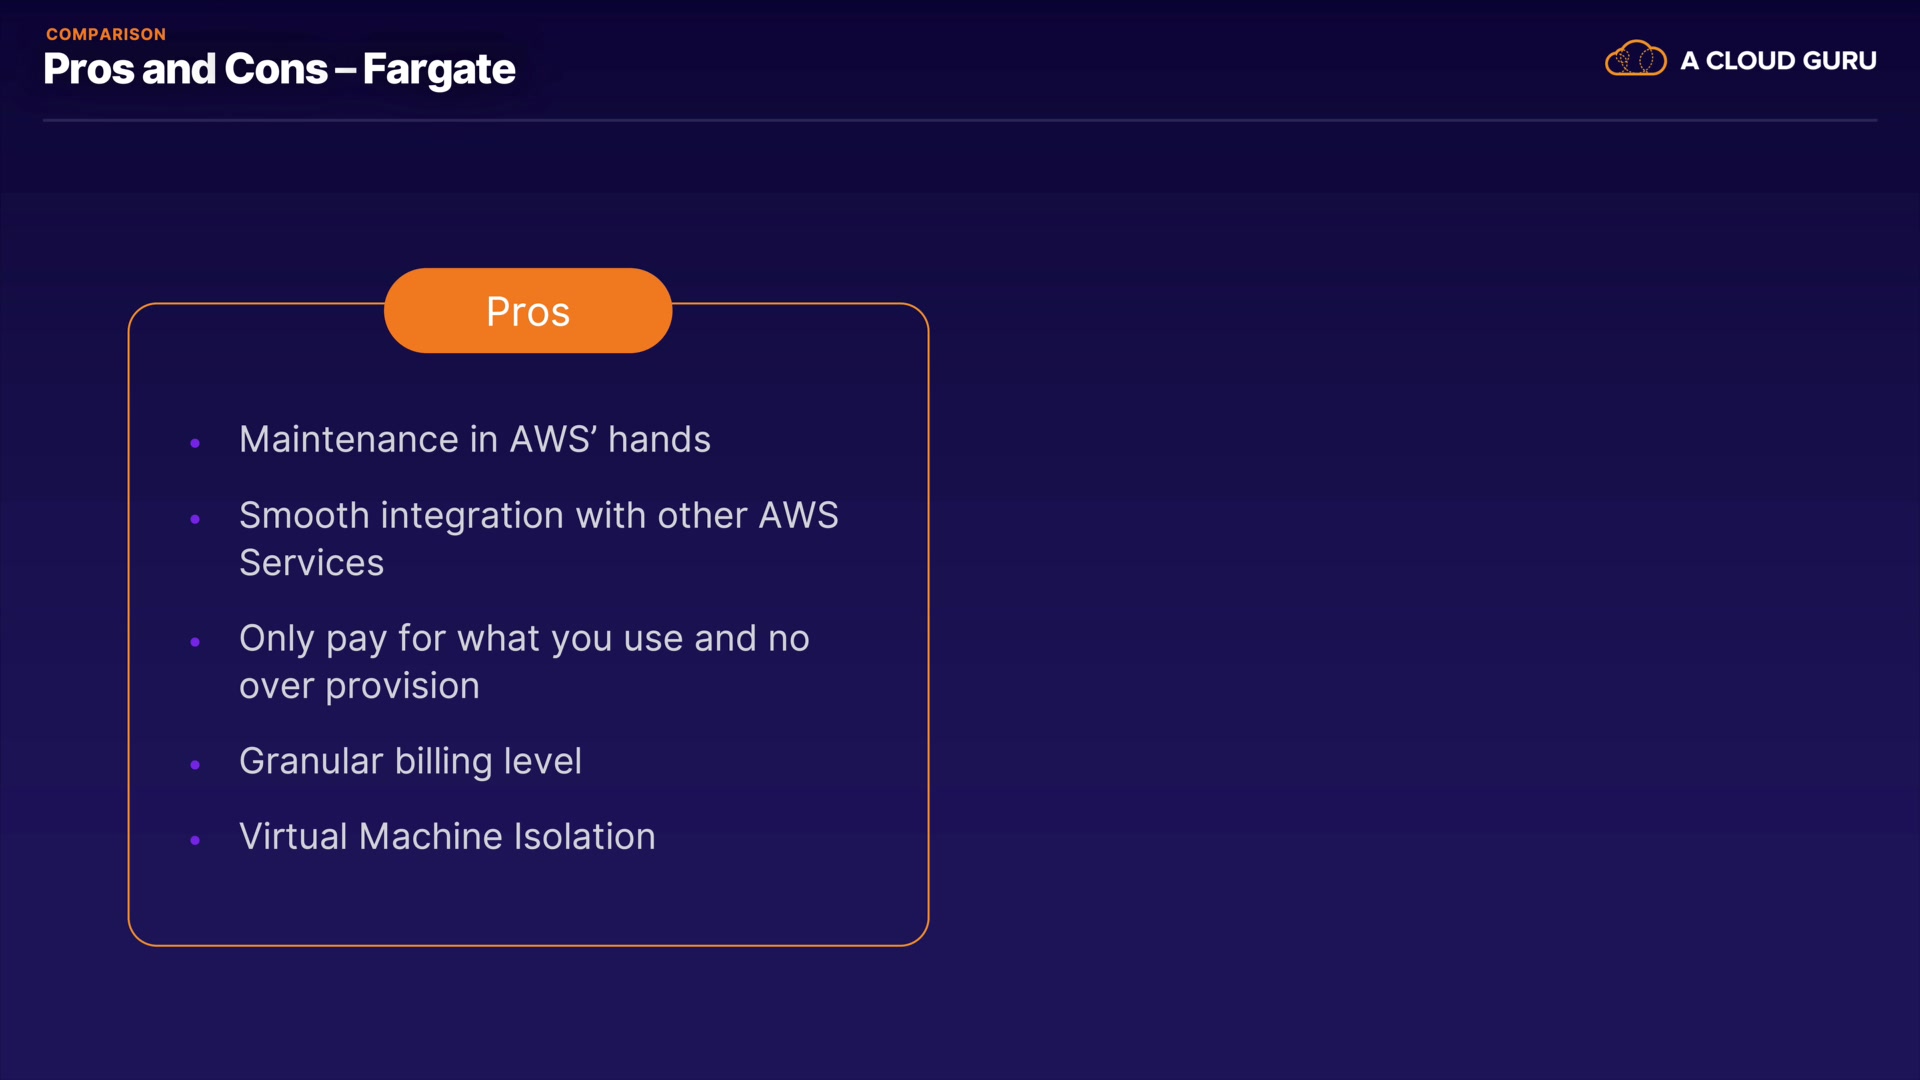 COMPARISON
Pros and Cons – Fargate
A CLOUD GURU
Pros
• Maintenance in AWS’ hands
• Smooth integration with other AWS
Services
• Only pay for what you use and no
over provision
• Granular billing level
• Virtual Machine Isolation